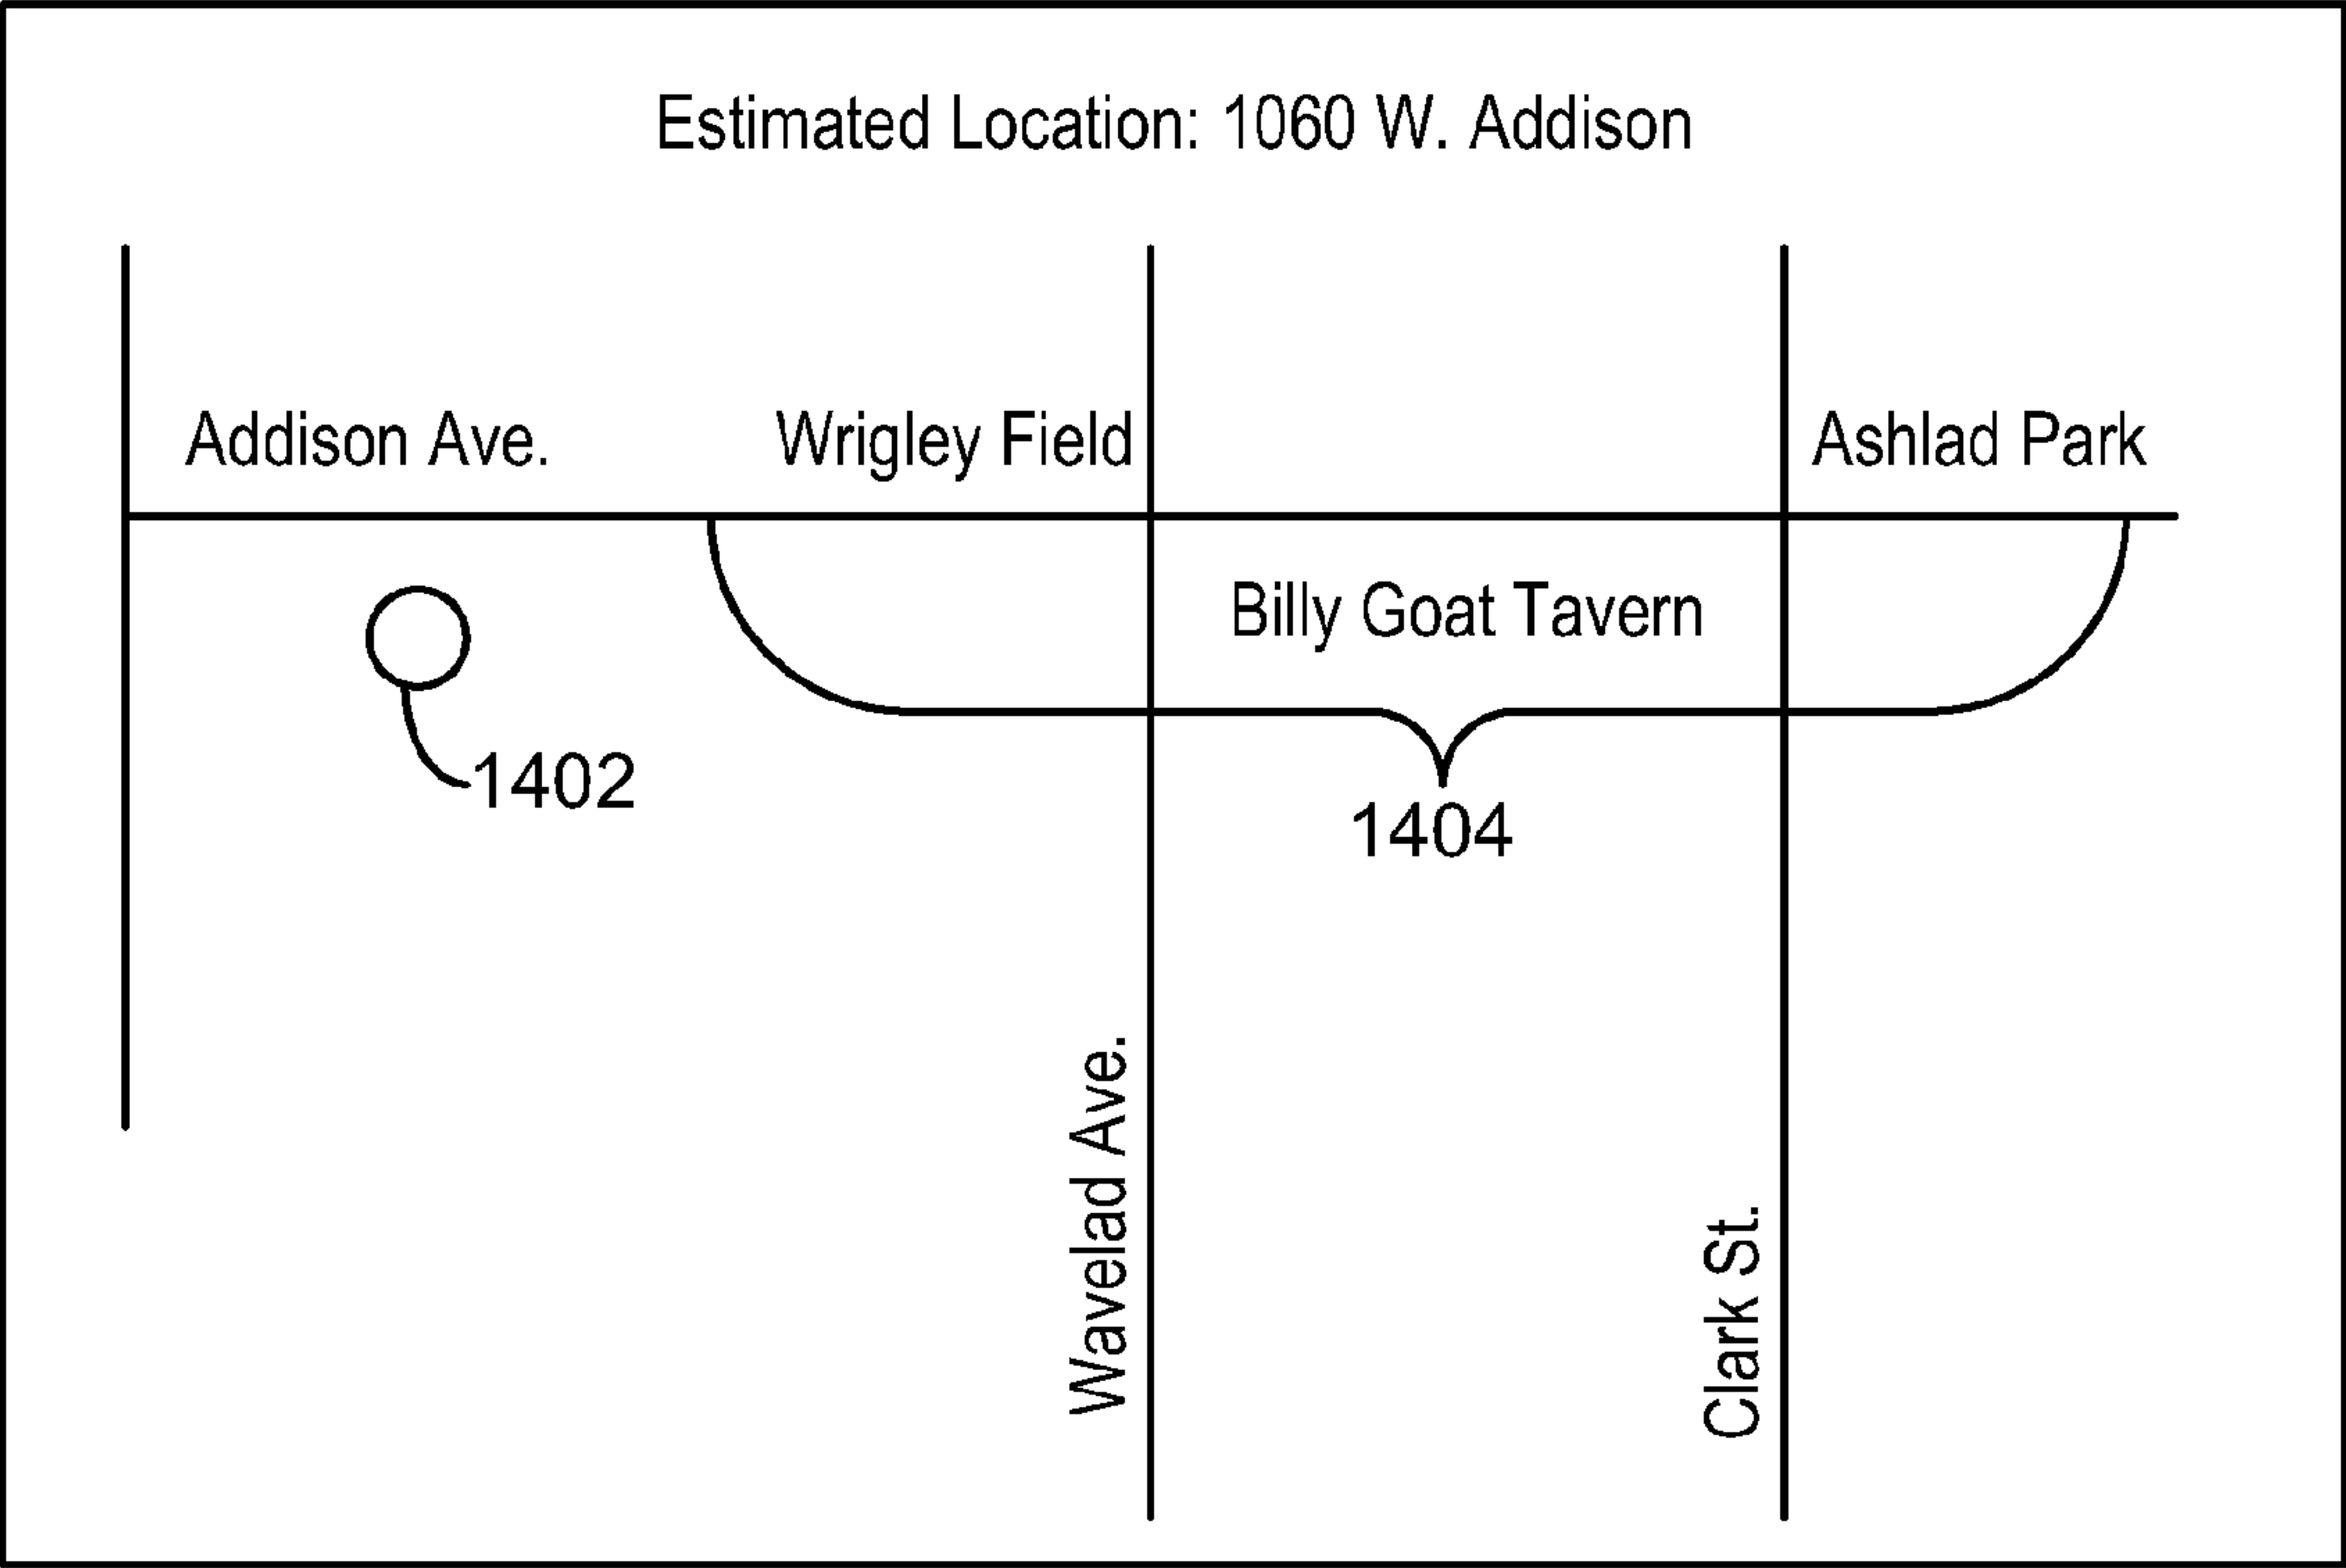 Estimated Location: 1060 W. Addison
Addison Ave.
Wrigley Field
Ashlad Park
Billy Goat Tavern
1402
1404
Wavelad Ave.
Clark St.